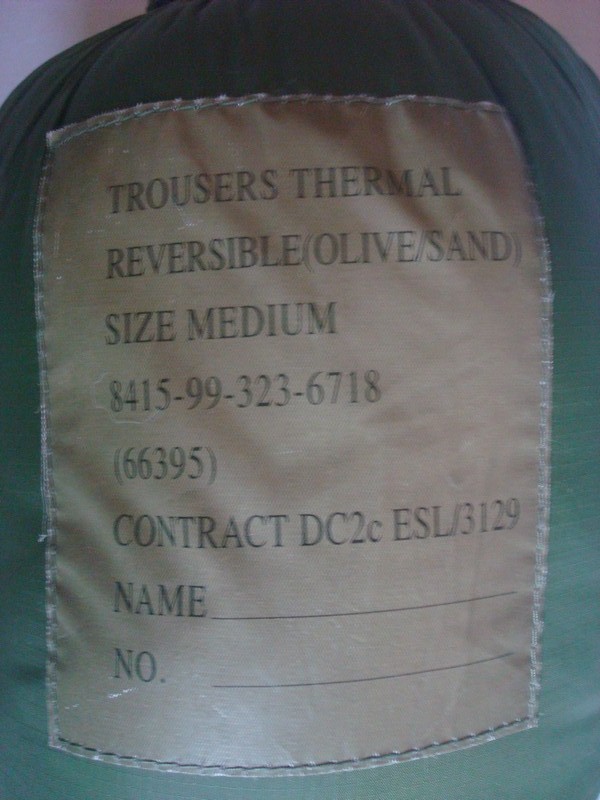 TROUSERS THERMAL
REVERSIBLE(OLIVE/SAND)
SIZE MEDIUM
8415-99-323-6718
(66395)
CONTRACT DC2c ESL/3129
NAME
NO.